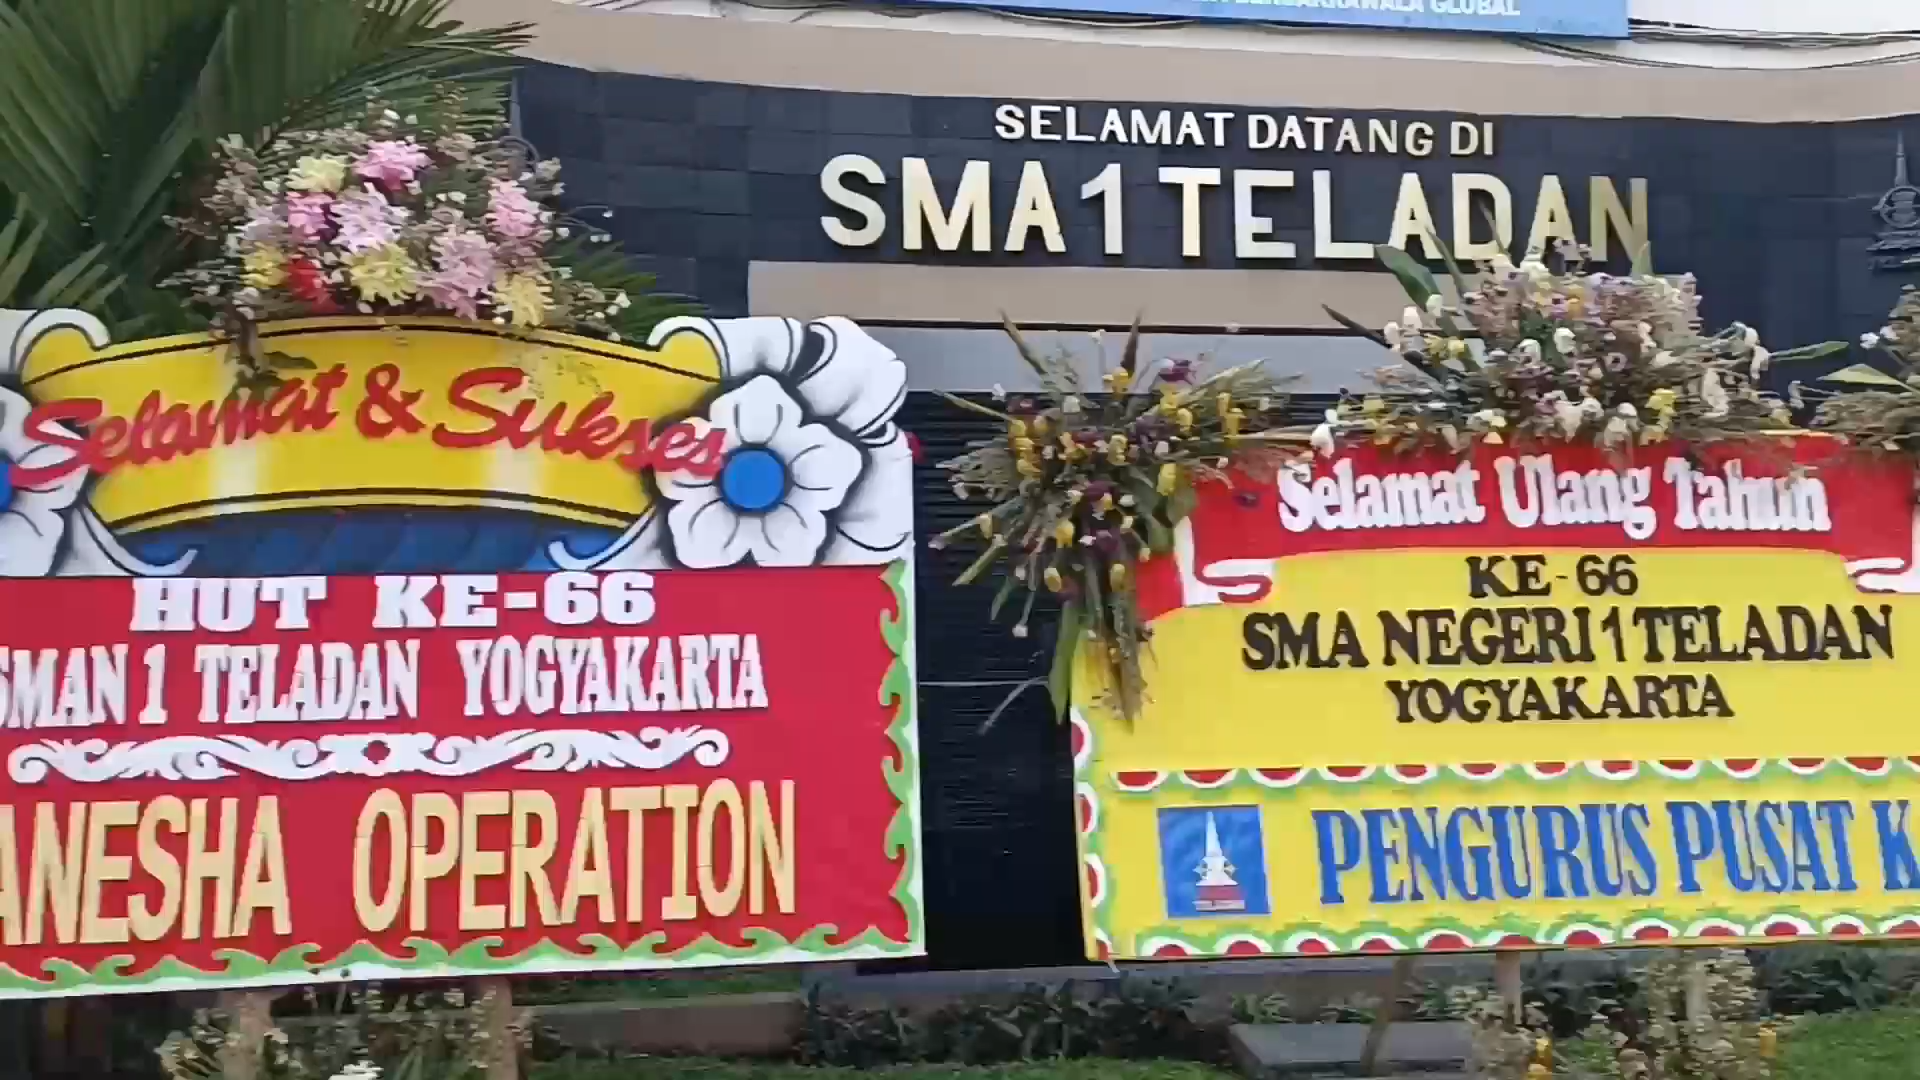 GLOBAL
SELAMAT DATANG DI
SMA 1 TELADAN
Selamat & Sukses
HUT KE-66
SMAN 1 TELADAN YOGYAKARTA
ANESHA OPERATION
Selamat Ulang Tahun
KE-66
SMA NEGERI 1 TELADAN
YOGYAKARTA
PENGURUS PUSAT K